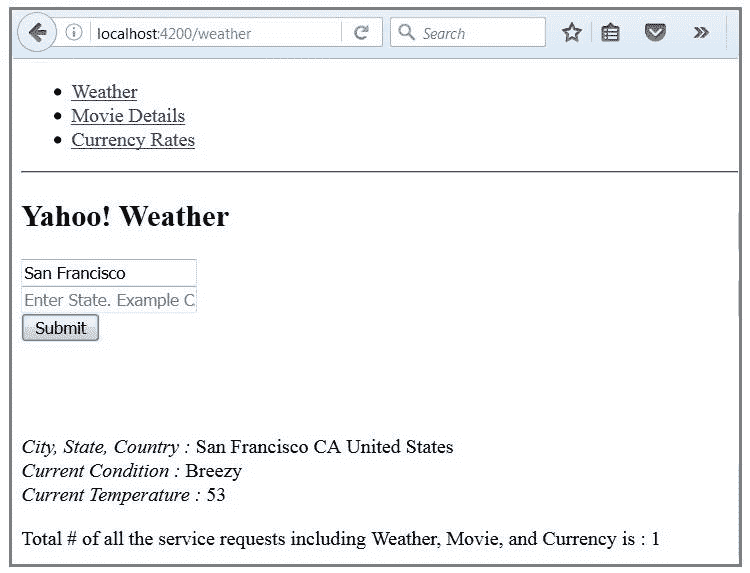 localhost:4200/weather
Search
Weather
Movie Details
Currency Rates
Yahoo! Weather
San Francisco
Enter State. Example C
Submit
City, State, Country : San Francisco CA United States
Current Condition : Breezy
Current Temperature : 53
Total # of all the service requests including Weather, Movie, and Currency is : 1